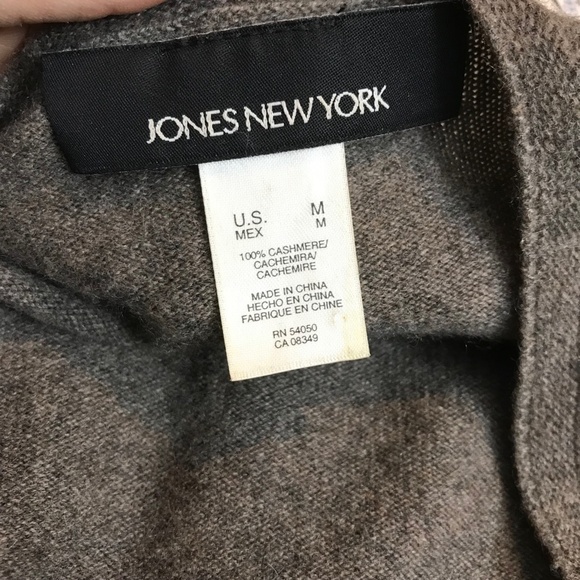 JONES NEW YORK
U.S. M
MEX M
100% CASHMERE/
CACHEMIRA/
CACHEMIRE
MADE IN CHINA
HECHO EN CHINA
FABRIQUE EN CHINE
RN 54050
CA 08349